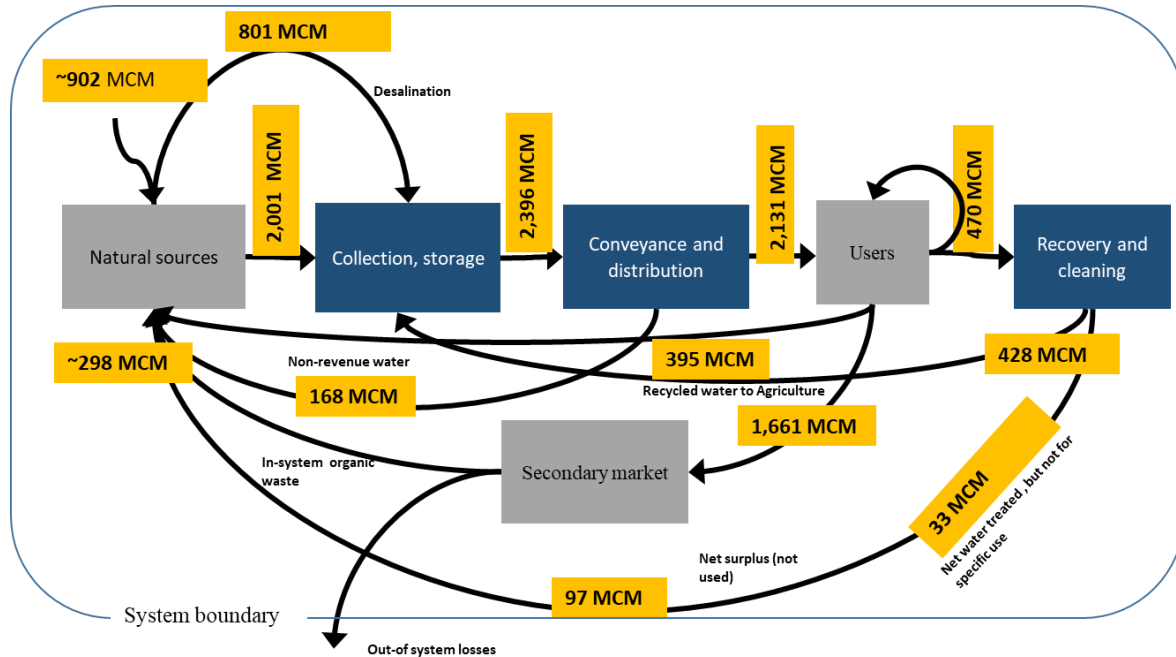 801 MCM
~902 MCM
Desalination
2,001 MCM
2,396 MCM
2,131 MCM
470 MCM
Natural sources
Collection, storage
Conveyance and
distribution
Users
Recovery and
cleaning
~298 MCM
Non-revenue water
168 MCM
395 MCM
Recycled water to Agriculture
428 MCM
1,661 MCM
In-system organic
waste
Secondary market
33 MCM
Net water treated , but not for
specific use
Net surplus (not
used)
97 MCM
System boundary
Out-of system losses